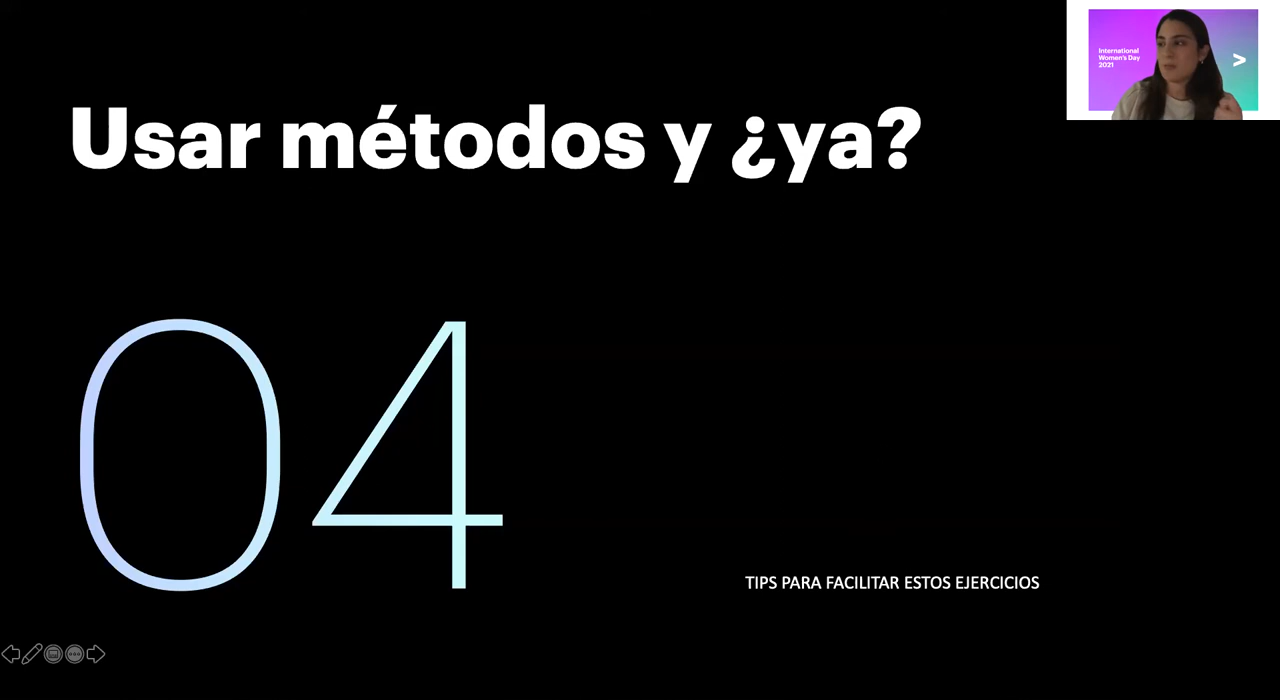 International
Women's Day
2021
>
Usar métodos y ¿ya?
04
TIPS PARA FACILITAR ESTOS EJERCICIOS